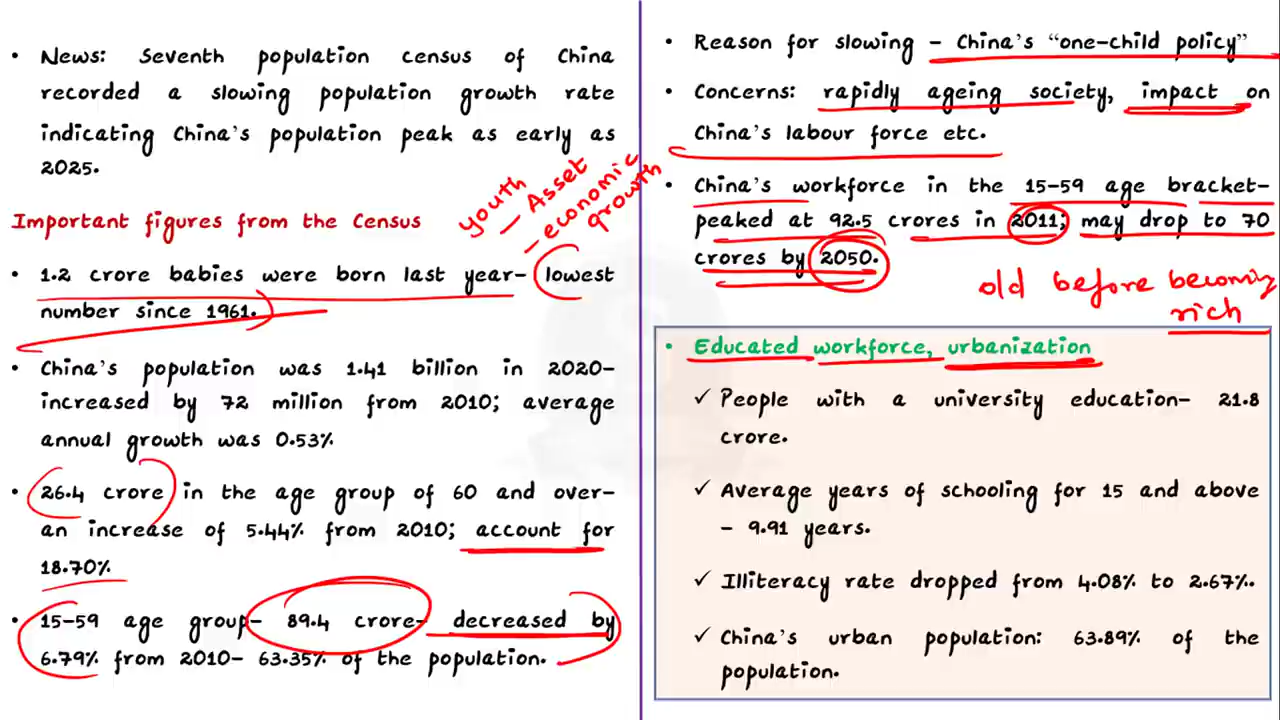 • News: Seventh population census of China
recorded a slowing population growth rate
indicating China's population peak as early as
2025.
Important figures from the Census
youth
– Asset
– economic
growth
• 1.2 crore babies were born last year– lowest
number since 1961.
• China's population was 1.41 billion in 2020–
increased by 72 million from 2010; average
annual growth was 0.53%
• 26.4 crore in the age group of 60 and over–
an increase of 5.44% from 2010; account for
18.70%
• 15–59 age group– 89.4 crore– decreased by
6.79% from 2010– 63.35% of the population.
• Reason for slowing – China's “one-child policy”
• Concerns: rapidly ageing society, impact on
China's labour force etc.
• China's workforce in the 15–59 age bracket–
peaked at 92.5 crores in 2011; may drop to 70
crores by 2050.
old before becoming
rich
• Educated workforce, urbanization
✓ People with a university education– 21.8
crore.
✓ Average years of schooling for 15 and above
– 9.91 years.
✓ Illiteracy rate dropped from 4.08% to 2.67%.
✓ China's urban population: 63.89% of the
population.